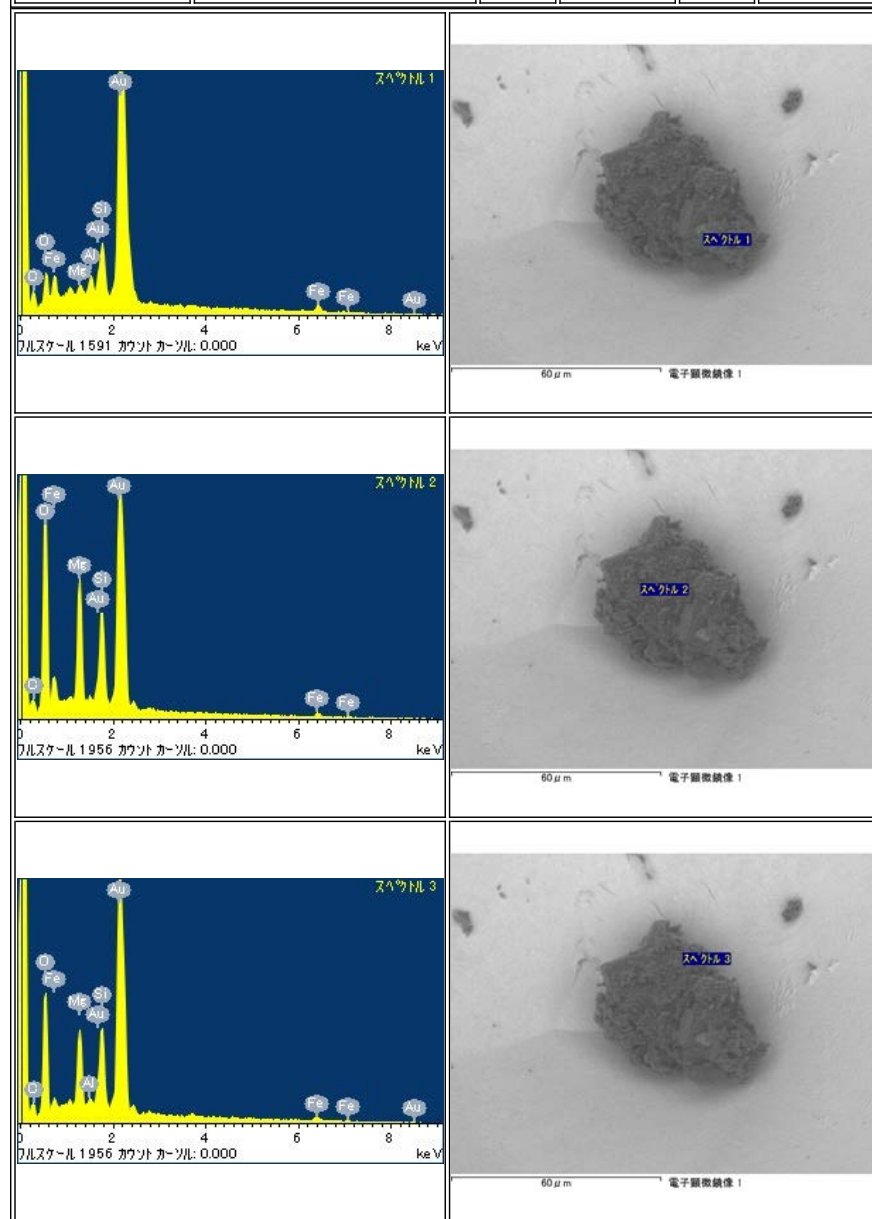 スペクトル 1
Au
Si
Au
O
Fe
Al
Mg
C
Fe
Fe
Au
0 2 4 6 8
フルスケール 1591 カウント カーソル: 0.000 keV
スペクトル 1
60μm 電子顕微鏡像 1
スペクトル 2
Au
Fe
O
Mg
Si
Au
C
Fe
Fe
0 2 4 6 8
フルスケール 1956 カウント カーソル: 0.000 keV
スペクトル 2
60μm 電子顕微鏡像 1
スペクトル 3
Au
O
Fe
Mg
Si
Au
Al
C
Fe
Fe
Au
0 2 4 6 8
フルスケール 1956 カウント カーソル: 0.000 keV
スペクトル 3
60μm 電子顕微鏡像 1